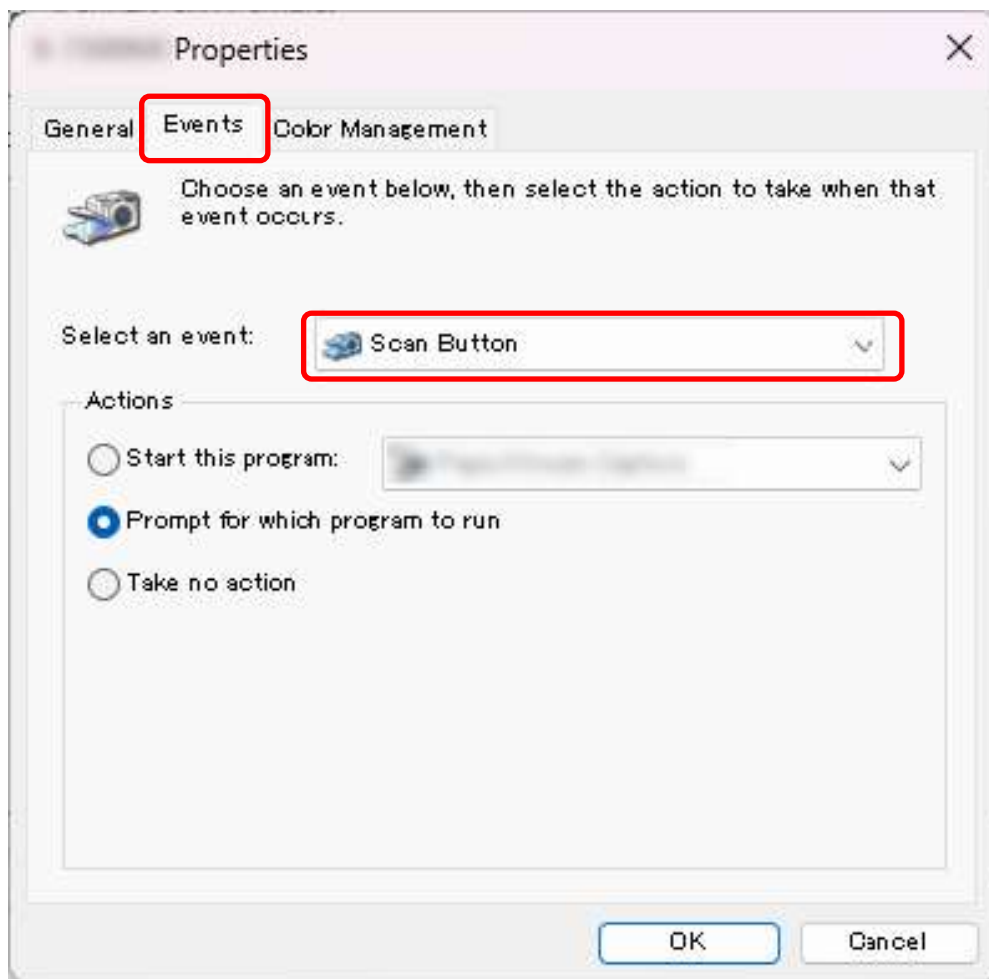 Properties
General Events Color Management
Choose an event below, then select the action to take when that
event occurs.
Select an event: Scan Button
Actions
Start this program:
Prompt for which program to run
Take no action
OK Cancel